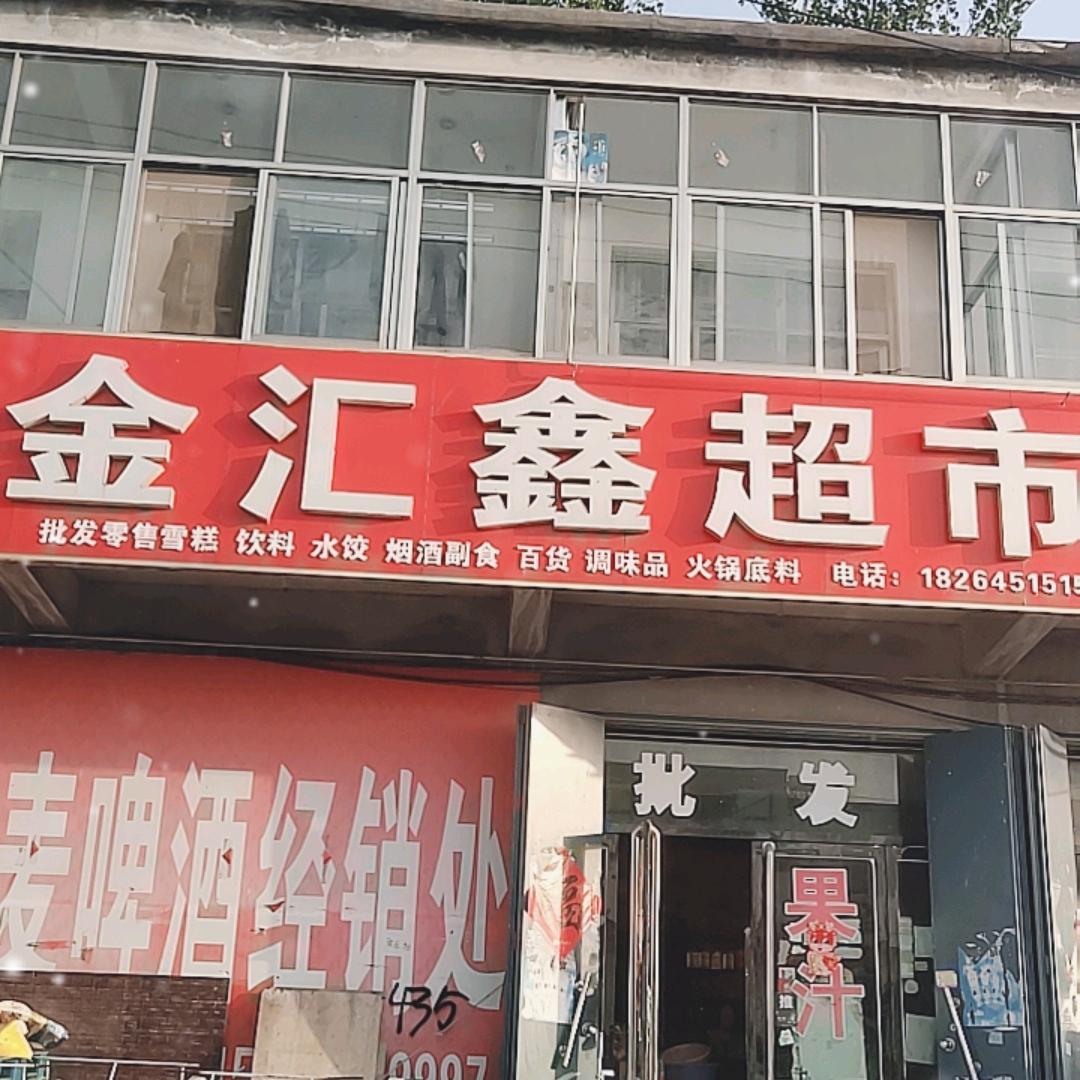 金汇鑫超市
批发零售雪糕 饮料 水饺 烟酒副食 百货 调味品 火锅底料 电话：1826451515
批发
麦啤酒经销处
果汁
435